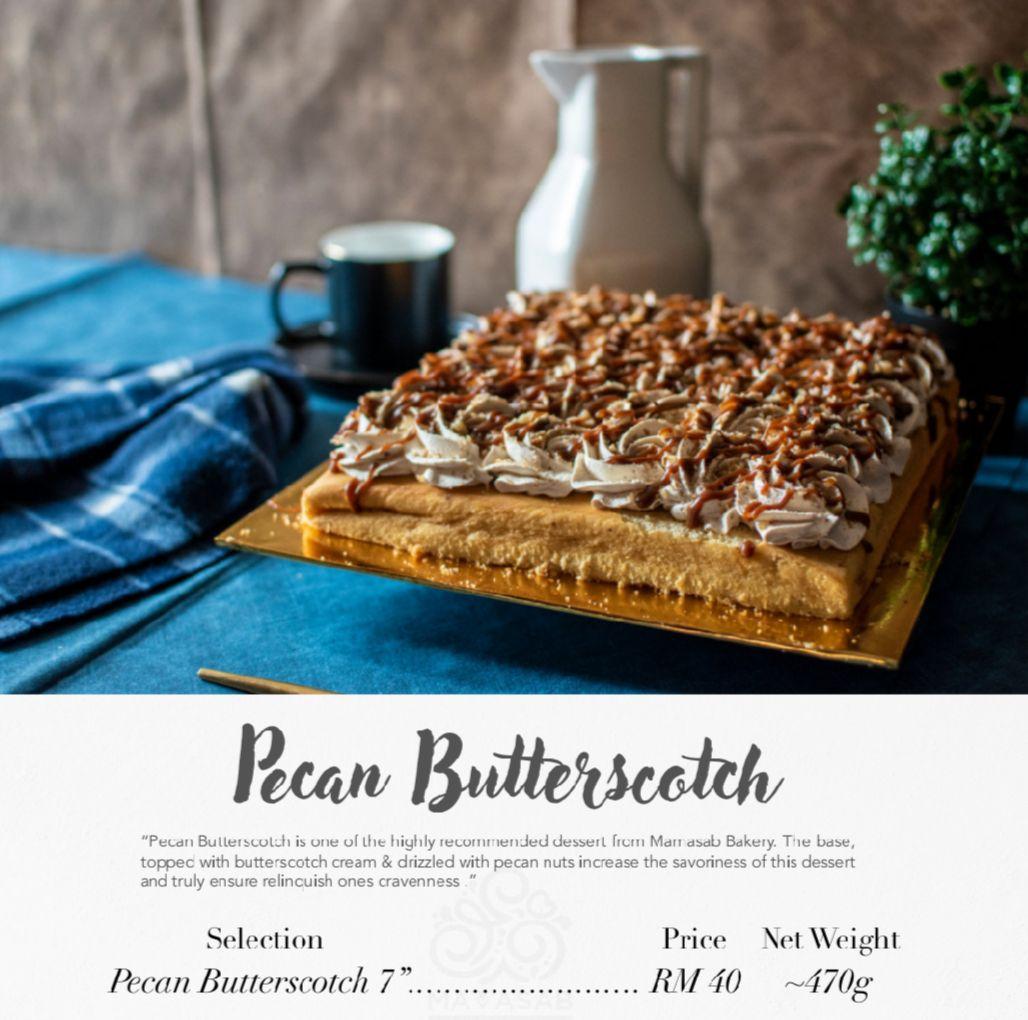 Pecan Butterscotch
“Pecan Butterscotch is one of the highly recommended dessert from Mamasab Bakery. The base,
topped with butterscotch cream & drizzled with pecan nuts increase the savoriness of this dessert
and truly ensure relinquish ones cravenness .”
Selection Price Net Weight
Pecan Butterscotch 7”........................ RM 40 ~470g
MAMASAB